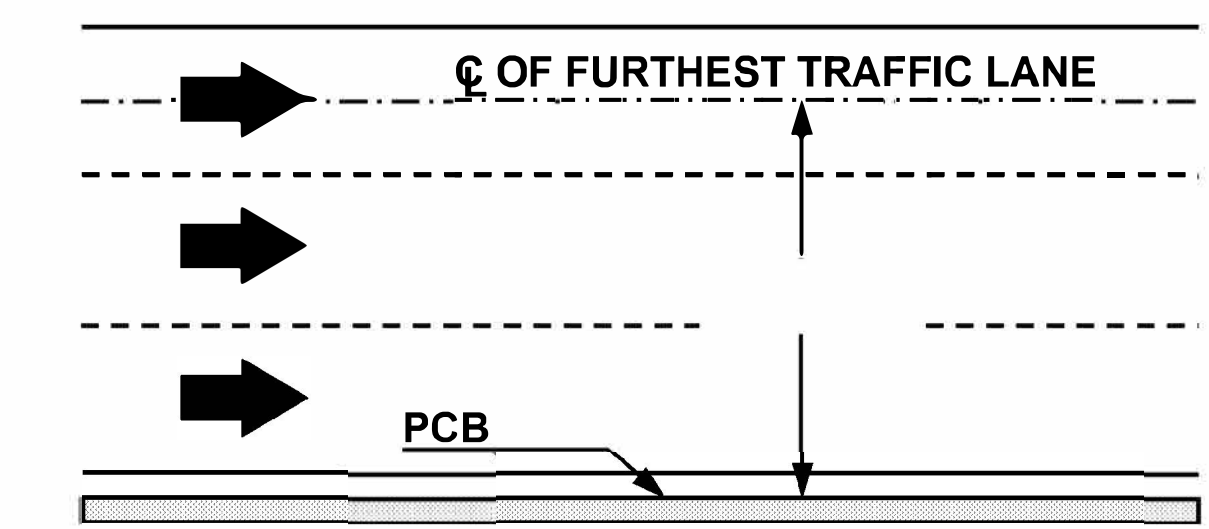 ℄ OF FURTHEST TRAFFIC LANE
PCB